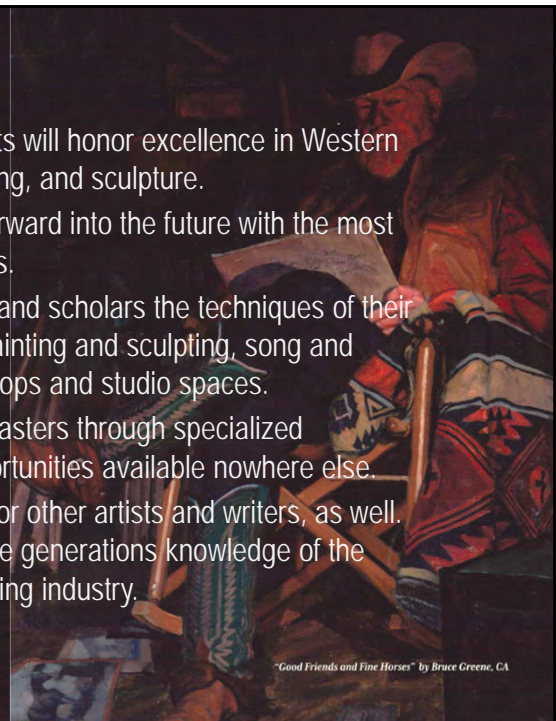 ts will honor excellence in Western
ng, and sculpture.
rward into the future with the most
s.
and scholars the techniques of their
ainting and sculpting, song and
ops and studio spaces.
asters through specialized
rtunities available nowhere else.
or other artists and writers, as well.
e generations knowledge of the
ing industry.
"Good Friends and Fine Horses" by Bruce Greene, CA